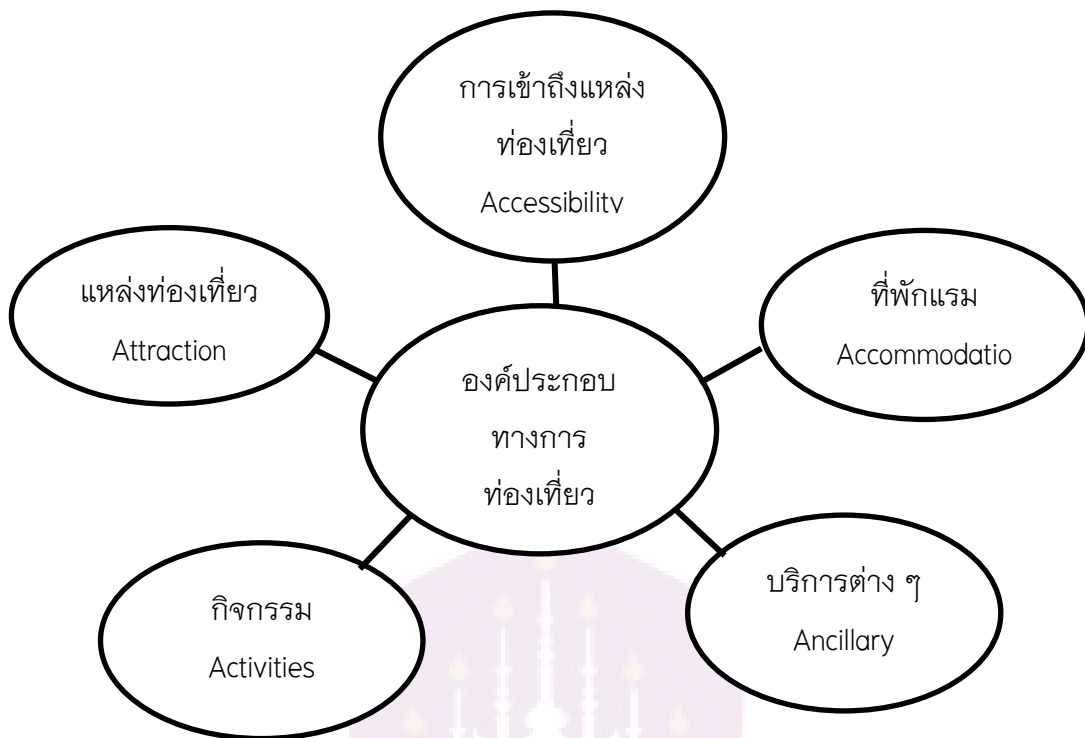 การเข้าถึงแหล่ง
ท่องเที่ยว
Accessibility
แหล่งท่องเที่ยว
Attraction
ที่พักแรม
Accommodatio
องค์ประกอบ
ทางการ
ท่องเที่ยว
บริการต่าง ๆ
Ancillary
กิจกรรม
Activities